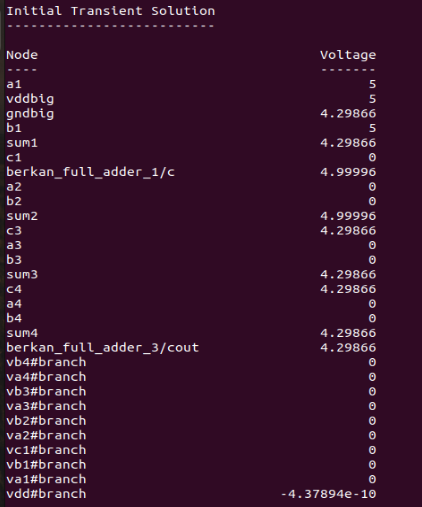 Initial Transient Solution
--------------------------
Node Voltage
---- -------
a1 5
vddbig 5
gndbig 4.29866
b1 5
sum1 4.29866
c1 0
berkan_full_adder_1/c 4.99996
a2 0
b2 0
sum2 4.99996
c3 4.29866
a3 0
b3 0
sum3 4.29866
c4 4.29866
a4 0
b4 0
sum4 4.29866
berkan_full_adder_3/cout 4.29866
vb4#branch 0
va4#branch 0
vb3#branch 0
va3#branch 0
vb2#branch 0
va2#branch 0
vc1#branch 0
vb1#branch 0
va1#branch 0
vdd#branch -4.37894e-10